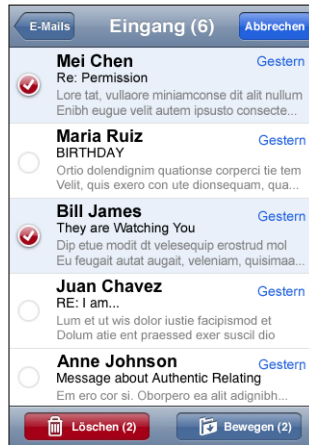 E-Mails Eingang (6) Abbrechen
Mei Chen Gestern
Re: Permission
Lore tat, vullaore miniamconse dit alit nullum
Enibh eugue velit autem ipsusto consecte...
Maria Ruiz Gestern
BIRTHDAY
Ortio dolendignim quationse corperci tie tem
Velit, quis exero con ute dionsequam, qua...
Bill James Gestern
They are Watching You
Dip etue modit dt velesequip erostrud mol
Eu feugait autat augait, veleniam, quisimaa...
Juan Chavez Gestern
RE: I am...
Lum et ut wis dolor iustie facipismod et
Dolum atie ent praessed exer suscil dio
Anne Johnson Gestern
Message about Authentic Relating
Em ero cor si. Oborpero ea alit adignibh...
Löschen (2) Bewegen (2)